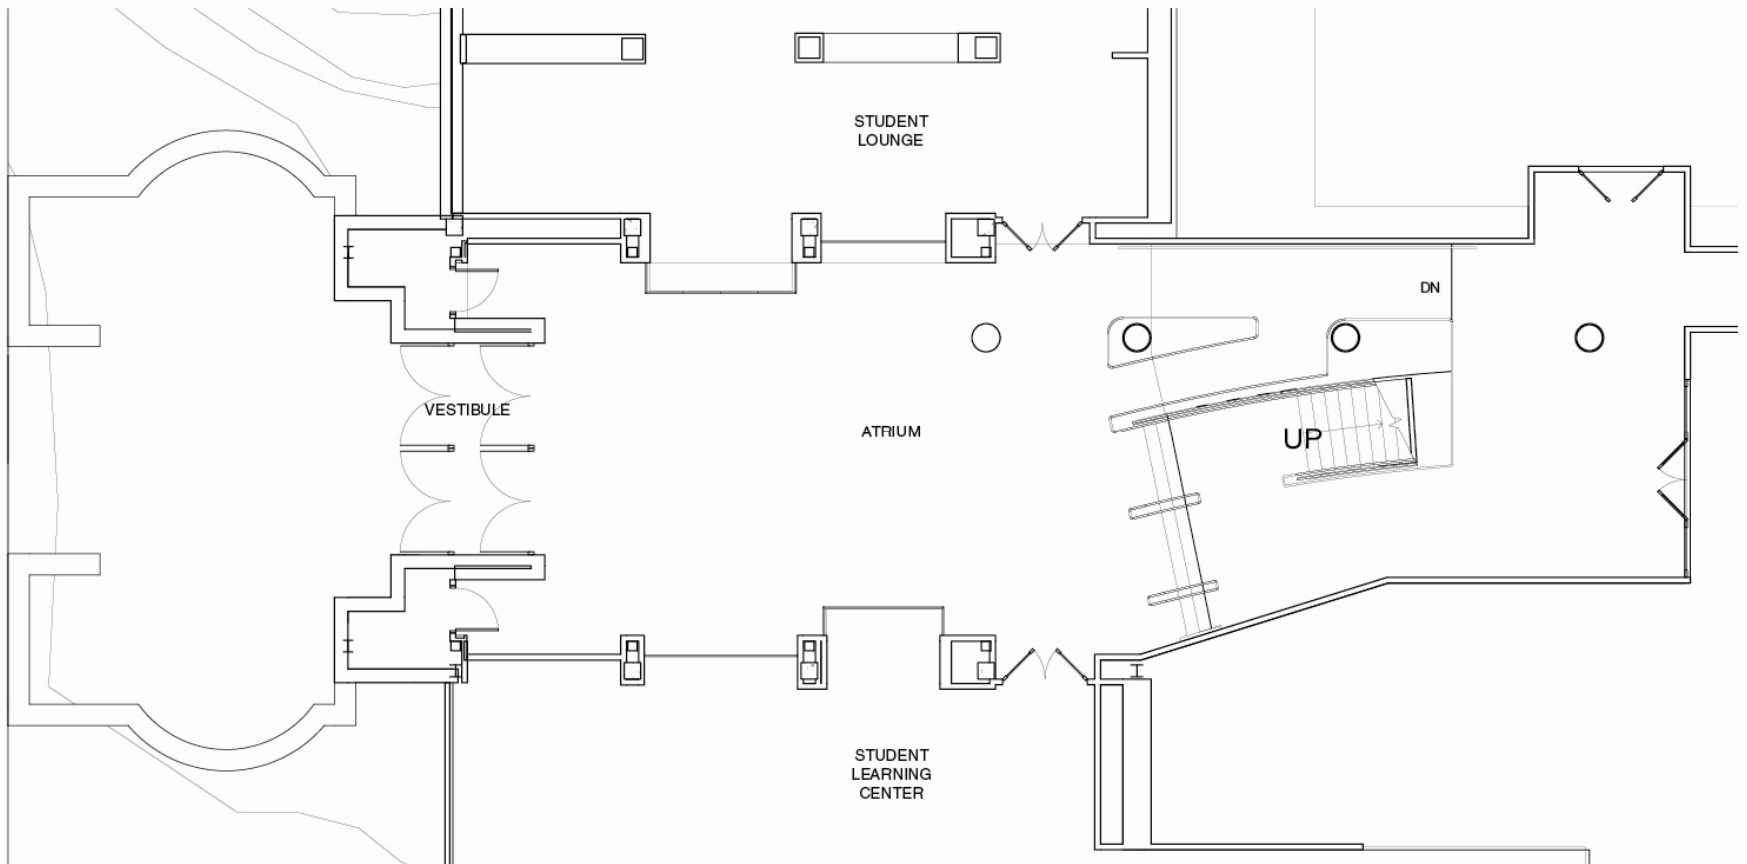 STUDENT
LOUNGE
DN
VESTIBULE
ATRIUM
UP
STUDENT
LEARNING
CENTER